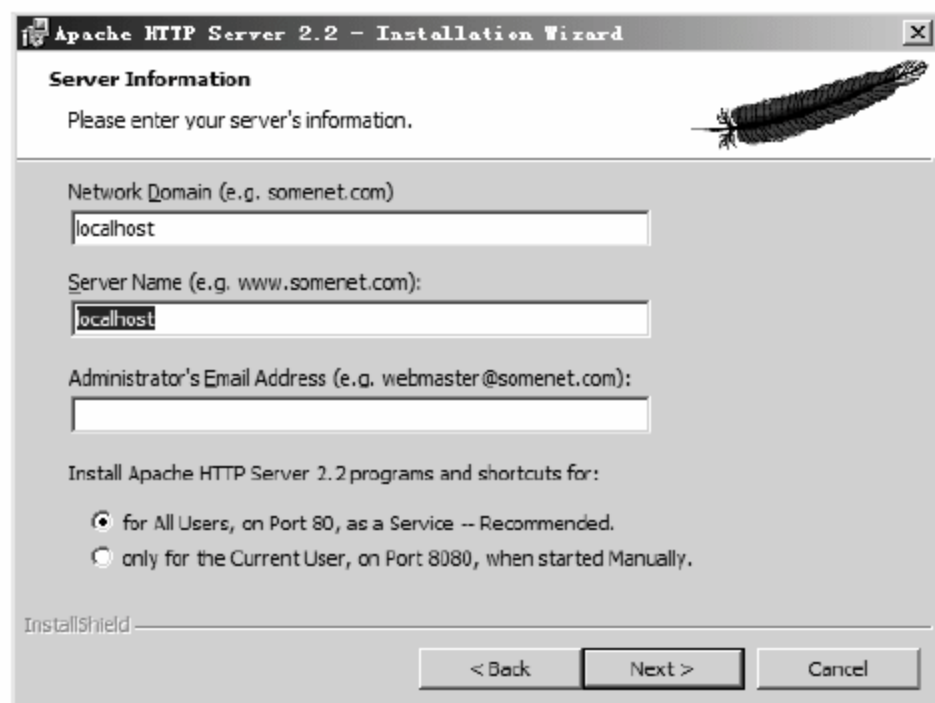 Apache HTTP Server 2.2 - Installation Wizard
Server Information
Please enter your server's information.
Network Domain (e.g. somenet.com)
localhost
Server Name (e.g. www.somenet.com):
localhost
Administrator's Email Address (e.g. webmaster@somenet.com):
Install Apache HTTP Server 2.2 programs and shortcuts for:
for All Users, on Port 80, as a Service -- Recommended.
only for the Current User, on Port 8080, when started Manually.
InstallShield
< Back
Next >
Cancel